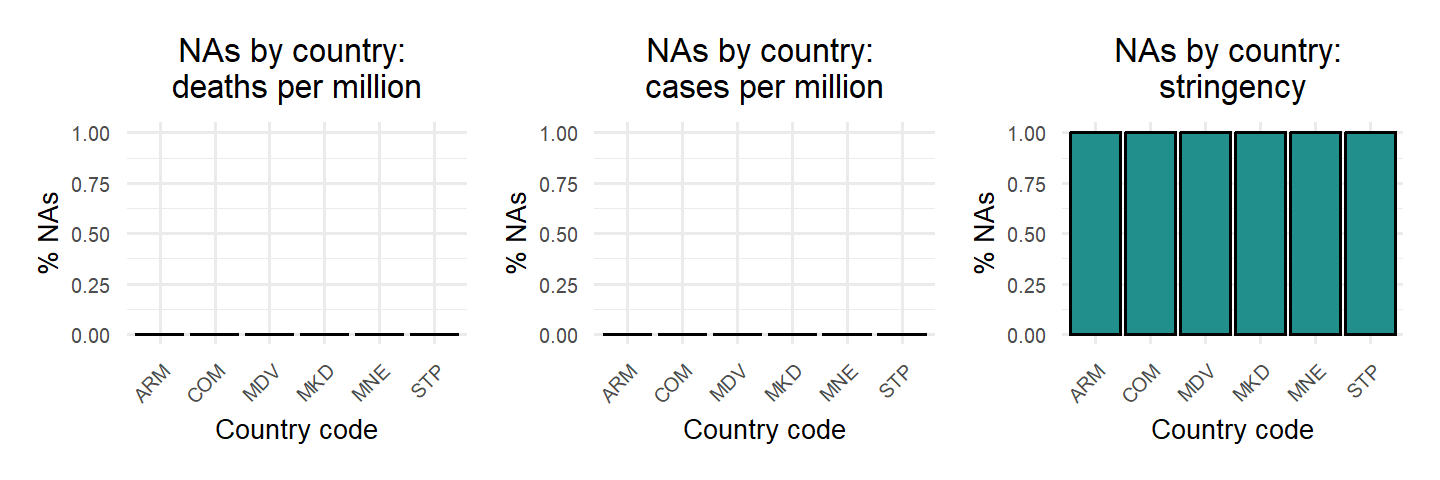 NAs by country:
deaths per million
1.00
0.75
0.50
0.25
0.00
% NAs
ARM
COM
MDV
MKD
MNE
STP
Country code
NAs by country:
cases per million
1.00
0.75
0.50
0.25
0.00
% NAs
ARM
COM
MDV
MKD
MNE
STP
Country code
NAs by country:
stringency
1.00
0.75
0.50
0.25
0.00
% NAs
ARM
COM
MDV
MKD
MNE
STP
Country code